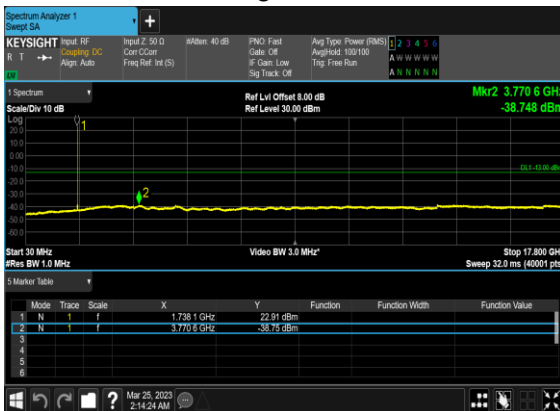 Spectrum Analyzer 1
Swept SA
+
KEYSIGHT Input: RF Input Z: 50 Ω #Atten: 40 dB PNO: Fast Avg Type: Power (RMS) 1 2 3 4 5 6
R T Coupling: DC Corr CCorr Gate: Off Avg|Hold: 100/100 A W W W W W
Align: Auto Freq Ref: Int (S) IF Gain: Low Trig: Free Run
Sig Track: Off A N N N N N
1 Spectrum Ref Lvl Offset 8.00 dB Mkr2 3.770 6 GHz
Scale/Div 10 dB Ref Level 30.00 dBm -38.748 dBm
Log
20.0 1
10.0
0.00
-10.0 DL1 -13.00 dBm
-20.0
-30.0 2
-40.0
-50.0
-60.0
Start 30 MHz Video BW 3.0 MHz* Stop 17.800 GHz
#Res BW 1.0 MHz Sweep 32.0 ms (40001 pts
5 Marker Table
Mode Trace Scale X Y Function Function Width Function Value
1 N 1 f 1.738 1 GHz 22.91 dBm
2 N 1 f 3.770 6 GHz -38.75 dBm
3
4
5
6
? Mar 25, 2023
2:14:24 AM